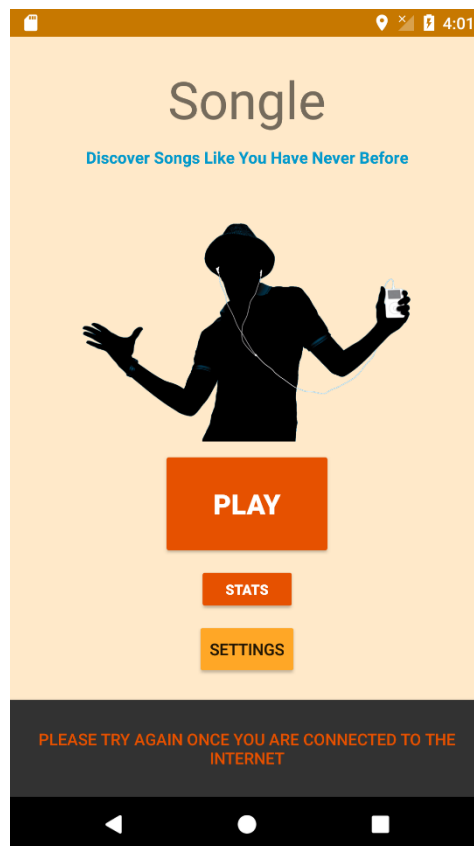 4:01
Songle
Discover Songs Like You Have Never Before
PLAY
STATS
SETTINGS
PLEASE TRY AGAIN ONCE YOU ARE CONNECTED TO THE
INTERNET